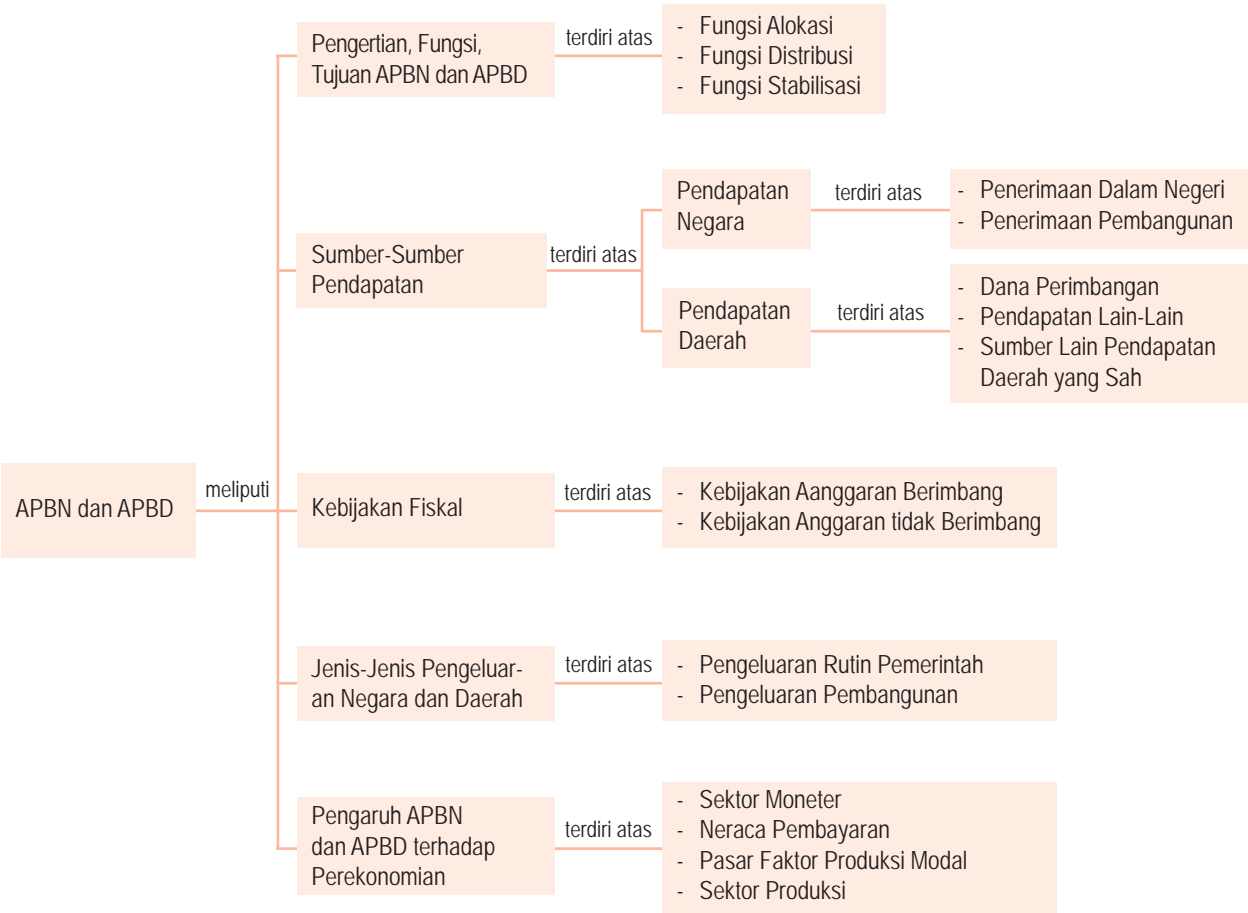 APBN dan APBD
meliputi
Pengertian, Fungsi,
Tujuan APBN dan APBD
terdiri atas
- Fungsi Alokasi
- Fungsi Distribusi
- Fungsi Stabilisasi
Sumber-Sumber
Pendapatan
terdiri atas
Pendapatan
Negara
terdiri atas
- Penerimaan Dalam Negeri
- Penerimaan Pembangunan
Pendapatan
Daerah
terdiri atas
- Dana Perimbangan
- Pendapatan Lain-Lain
- Sumber Lain Pendapatan
Daerah yang Sah
Kebijakan Fiskal
terdiri atas
- Kebijakan Aanggaran Berimbang
- Kebijakan Anggaran tidak Berimbang
Jenis-Jenis Pengeluar-
an Negara dan Daerah
terdiri atas
- Pengeluaran Rutin Pemerintah
- Pengeluaran Pembangunan
Pengaruh APBN
dan APBD terhadap
Perekonomian
terdiri atas
- Sektor Moneter
- Neraca Pembayaran
- Pasar Faktor Produksi Modal
- Sektor Produksi